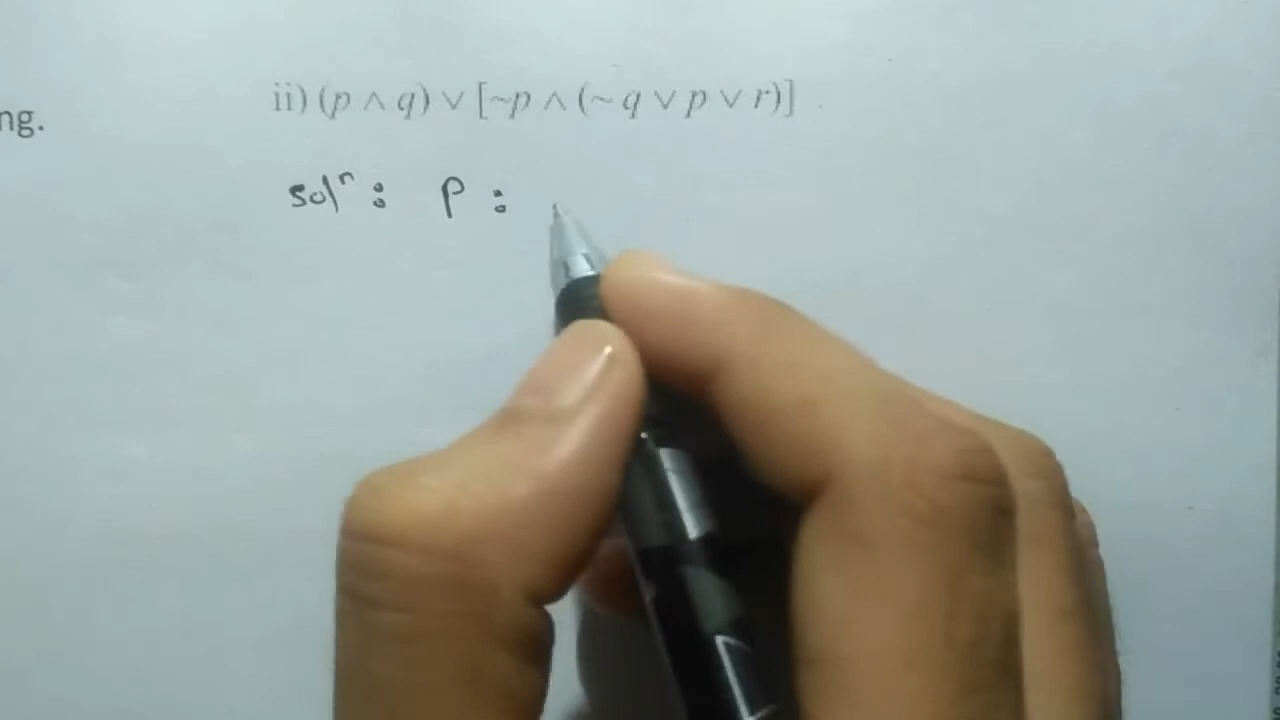 ng.
ii) (p ∧ q) ∨ [~p ∧ (~ q ∨ p ∨ r)]
solⁿ : p :